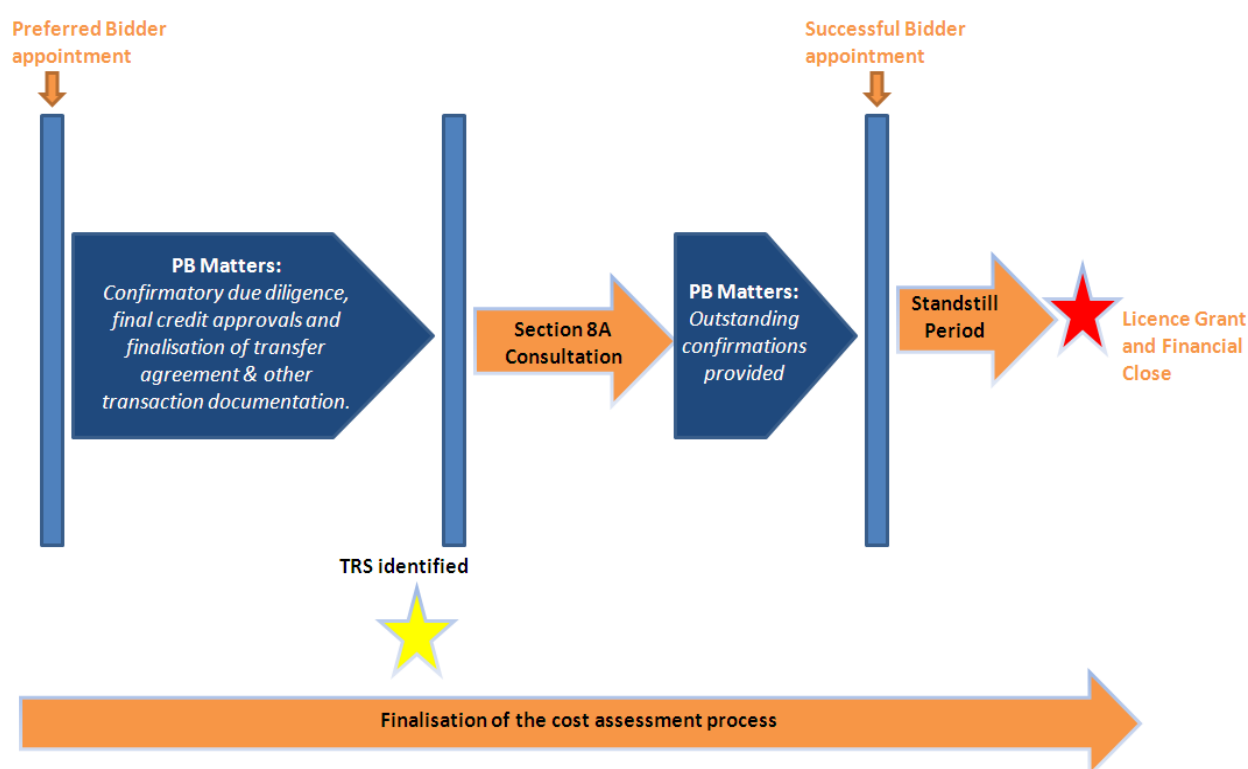 Preferred Bidder
appointment
Successful Bidder
appointment
PB Matters:
Confirmatory due diligence,
final credit approvals and
finalisation of transfer
agreement & other
transaction documentation.
Section 8A
Consultation
PB Matters:
Outstanding
confirmations
provided
Standstill
Period
Licence Grant
and Financial
Close
TRS identified
Finalisation of the cost assessment process